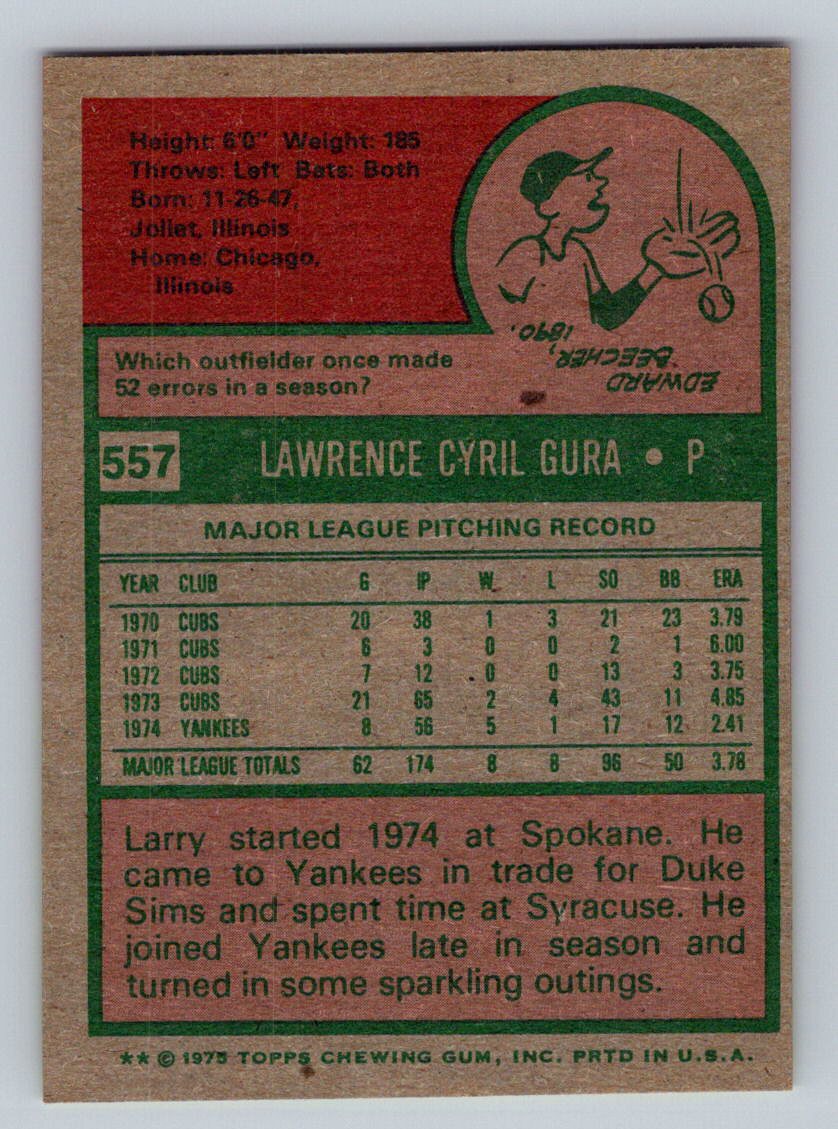 Height: 6'0" Weight: 185
Throws: Left Bats: Both
Born: 11-26-47,
Joliet, Illinois
Home: Chicago,
Illinois
Which outfielder once made
52 errors in a season?
EDWARD
BEECHER,
1890.
557 LAWRENCE CYRIL GURA • P
MAJOR LEAGUE PITCHING RECORD
YEAR CLUB G IP W L SO BB ERA
1970 CUBS 20 38 1 3 21 23 3.79
1971 CUBS 6 3 0 0 2 1 6.00
1972 CUBS 7 12 0 0 13 3 3.75
1973 CUBS 21 65 2 4 43 11 4.85
1974 YANKEES 8 56 5 1 17 12 2.41
MAJOR LEAGUE TOTALS 62 174 8 8 96 50 3.78
Larry started 1974 at Spokane. He
came to Yankees in trade for Duke
Sims and spent time at Syracuse. He
joined Yankees late in season and
turned in some sparkling outings.
** © 1975 TOPPS CHEWING GUM, INC. PRTD IN U.S.A.